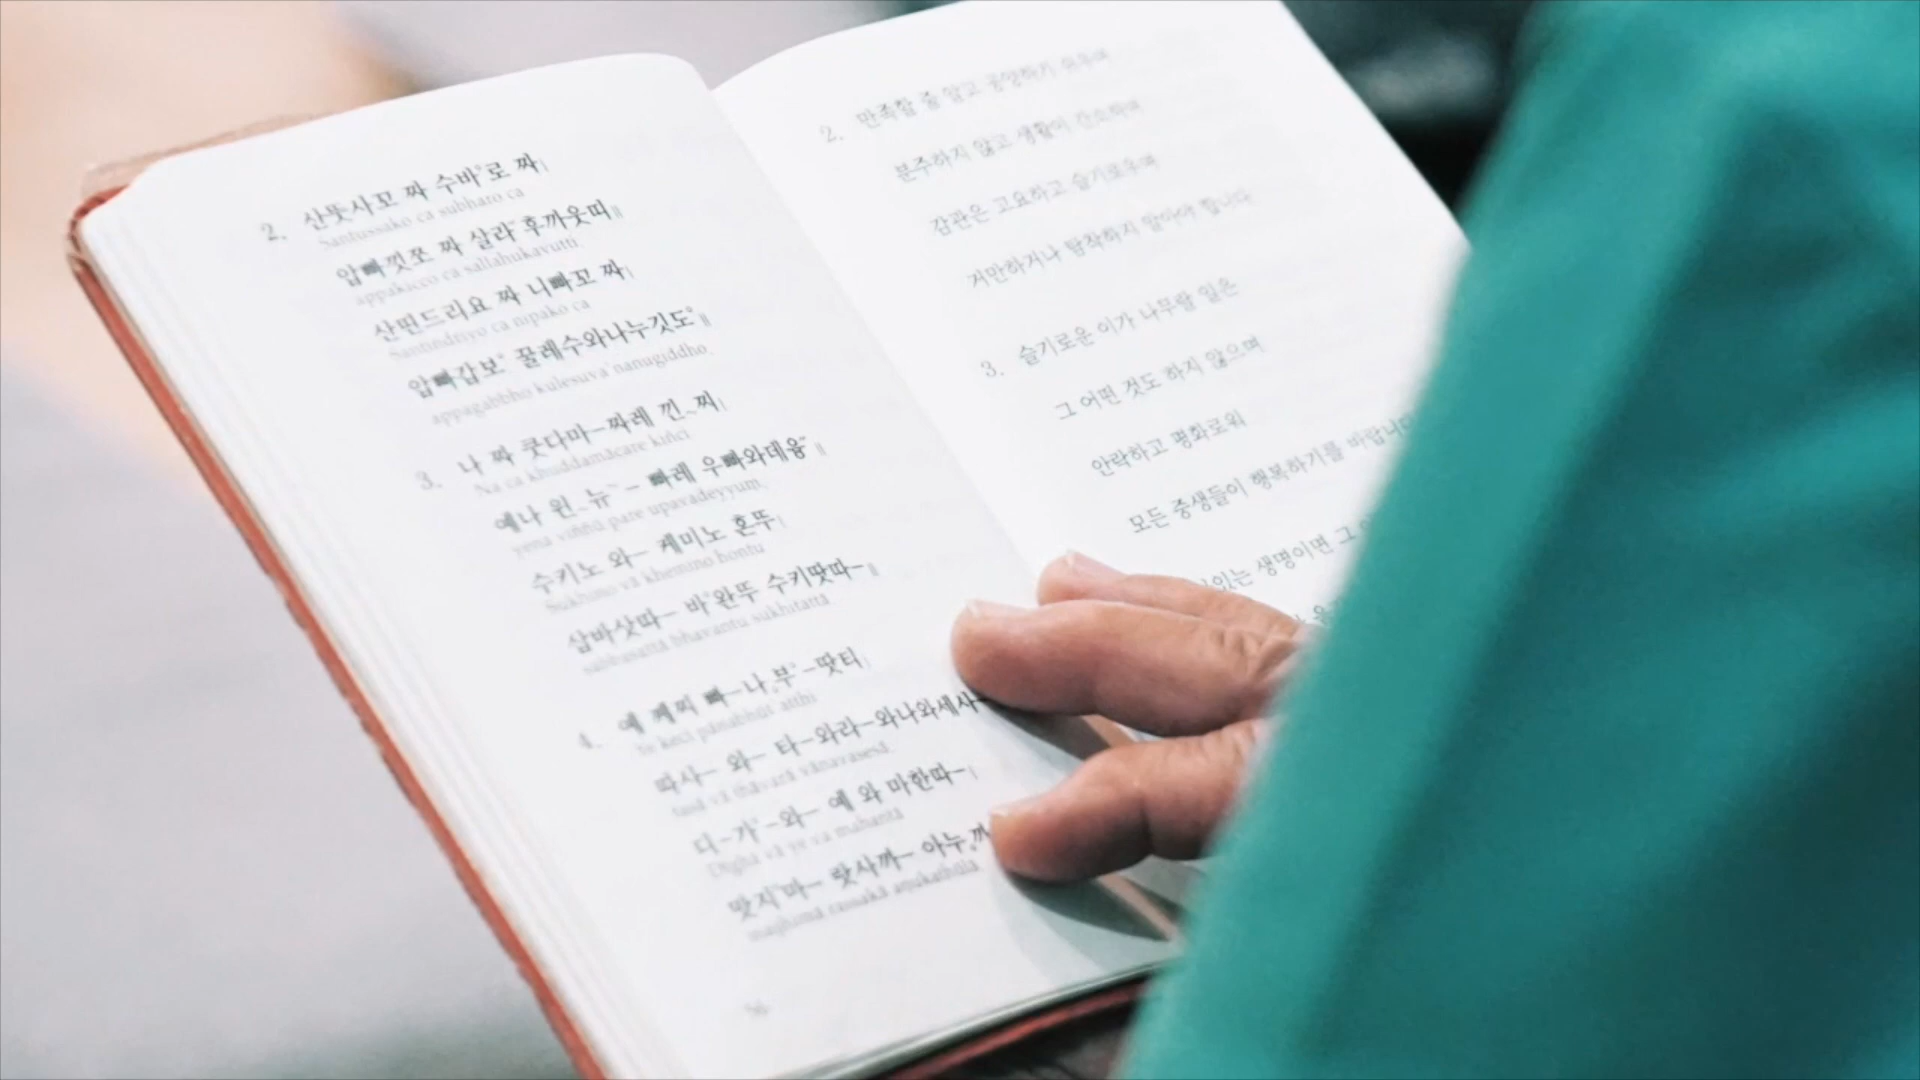 2. 산뚯사꼬 짜 수바ﾟ로 짜|
Santussako ca subharo ca
압빠낏쪼 짜 살라ﾞ후까웃띠||
appakicco ca sallahukavutti.
산띤드리요 짜 니빠꼬 짜|
Santindriyo ca nipako ca
압빠갑보ﾟ 꿀레수와나누깃도ﾟ||
appagabbho kulesuva nanugiddho.
3. 나 짜 쿳다마–짜레 낀~찌|
Na ca khuddamācare kiñci
예나 윈~뉴~– 빠레 우빠와데융||
yena viññū pare upavadeyyuṃ,
수키노 와– 케미노 혼뚜|
Sukhino vā khemino hontu
삽바삿따– 바ﾟ완뚜 수키땃따–||
sabbasattā bhavantu sukhitattā
4. 예 께찌 빠–나.부ﾟ–땃티|
Ye keci pāṇabhūt' atthi
따사– 와– 타–와라–와나와세사–
tasā vā thāvarā vānavasesā,
디–가ﾟ–와– 예 와 마한따–|
Dīghā vā ye va mahantā
맛지ﾟ마– 랏사까– 아누.까
majjhimā rassakā aṇukathūlā
2. 만족할 줄 알고 공양하기 쉬우며
분주하지 않고 생활이 간소하며
감관은 고요하고 슬기로우며
거만하거나 탐착하지 말아야 합니다
3. 슬기로운 이가 나무랄 일은
그 어떤 것도 하지 않으며
안락하고 평화로워
모든 중생들이 행복하기를 바랍니다
있는 생명이면 그